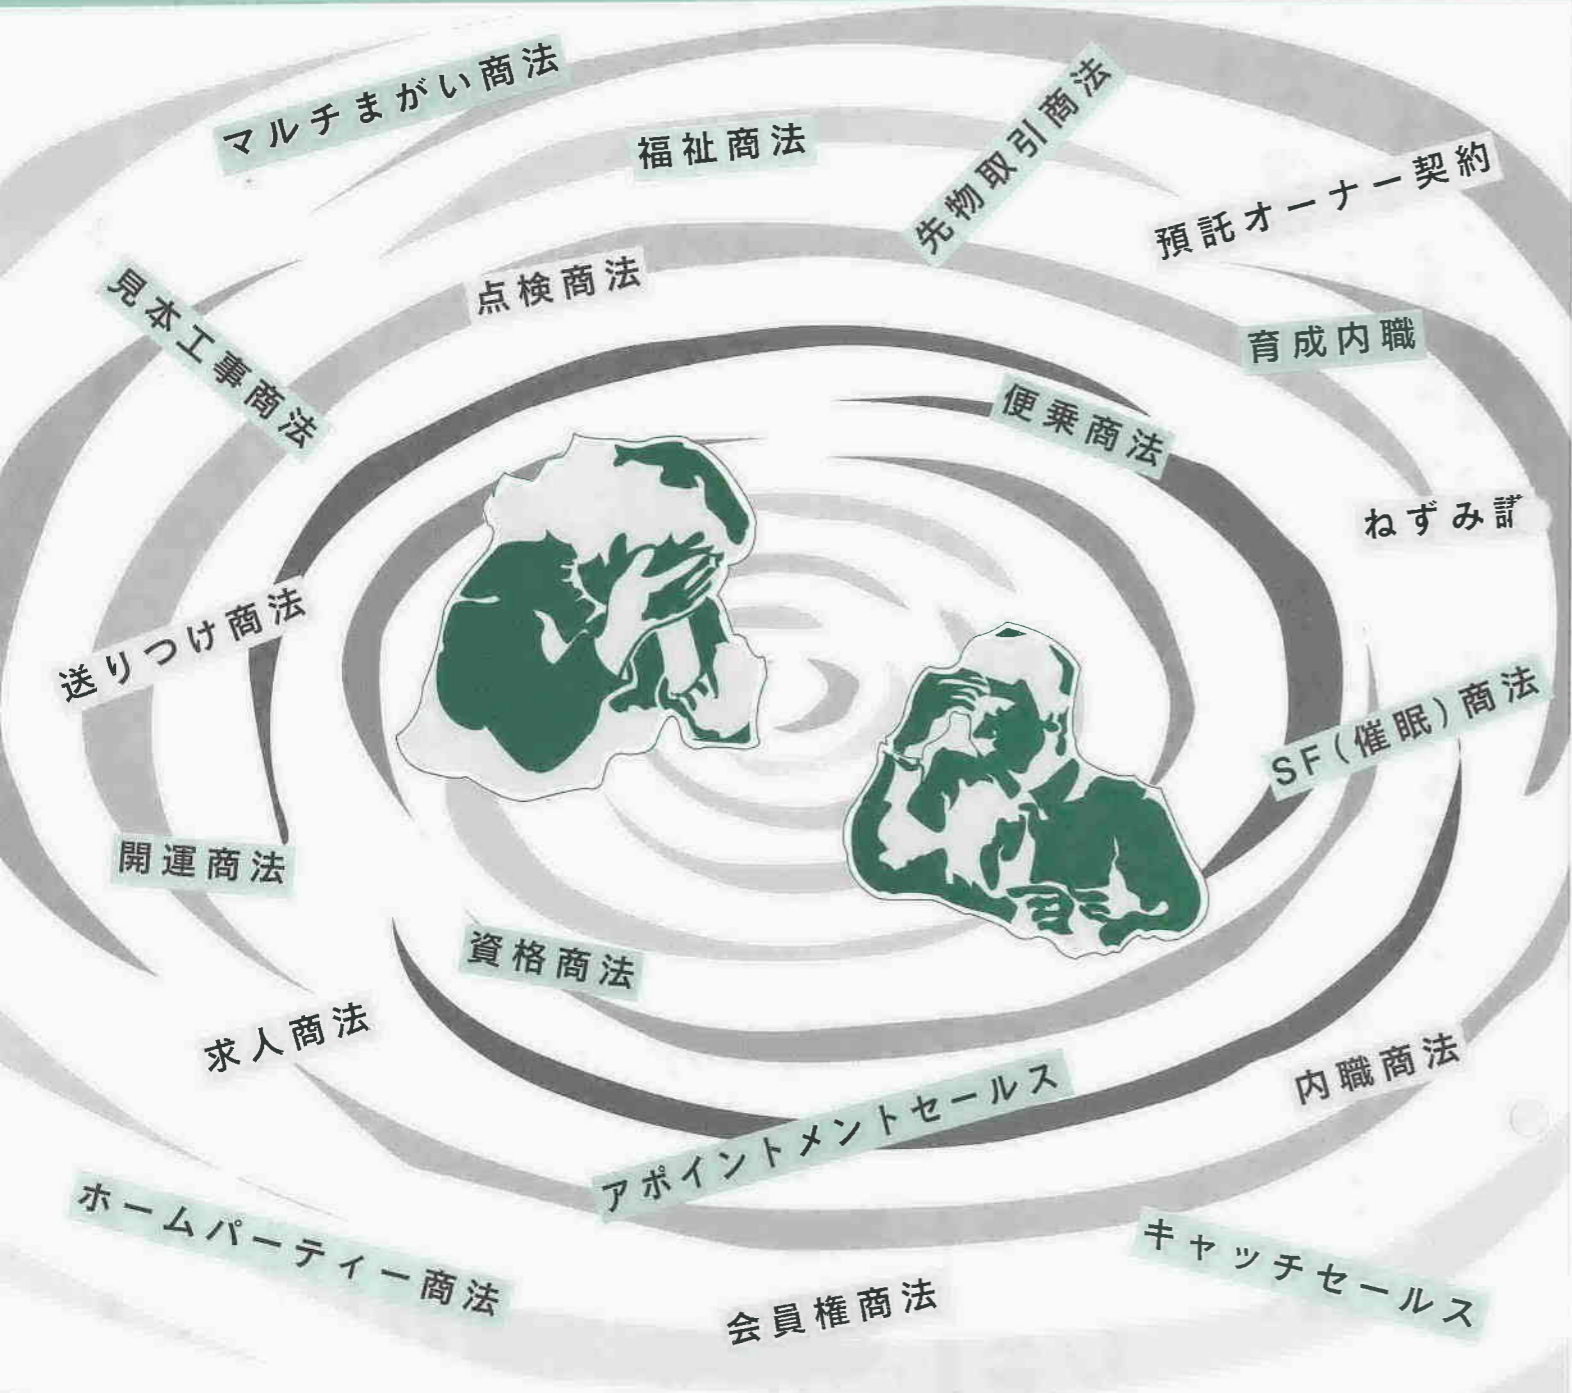 マルチまがい商法
福祉商法
先物取引商法
預託オーナー契約
見本工事商法
点検商法
育成内職
便乗商法
ねずみ
送りつけ商法
SF(催眠)商法
開運商法
資格商法
求人商法
内職商法
アポイントメントセールス
ホームパーティー商法
キャッチセールス
会員権商法